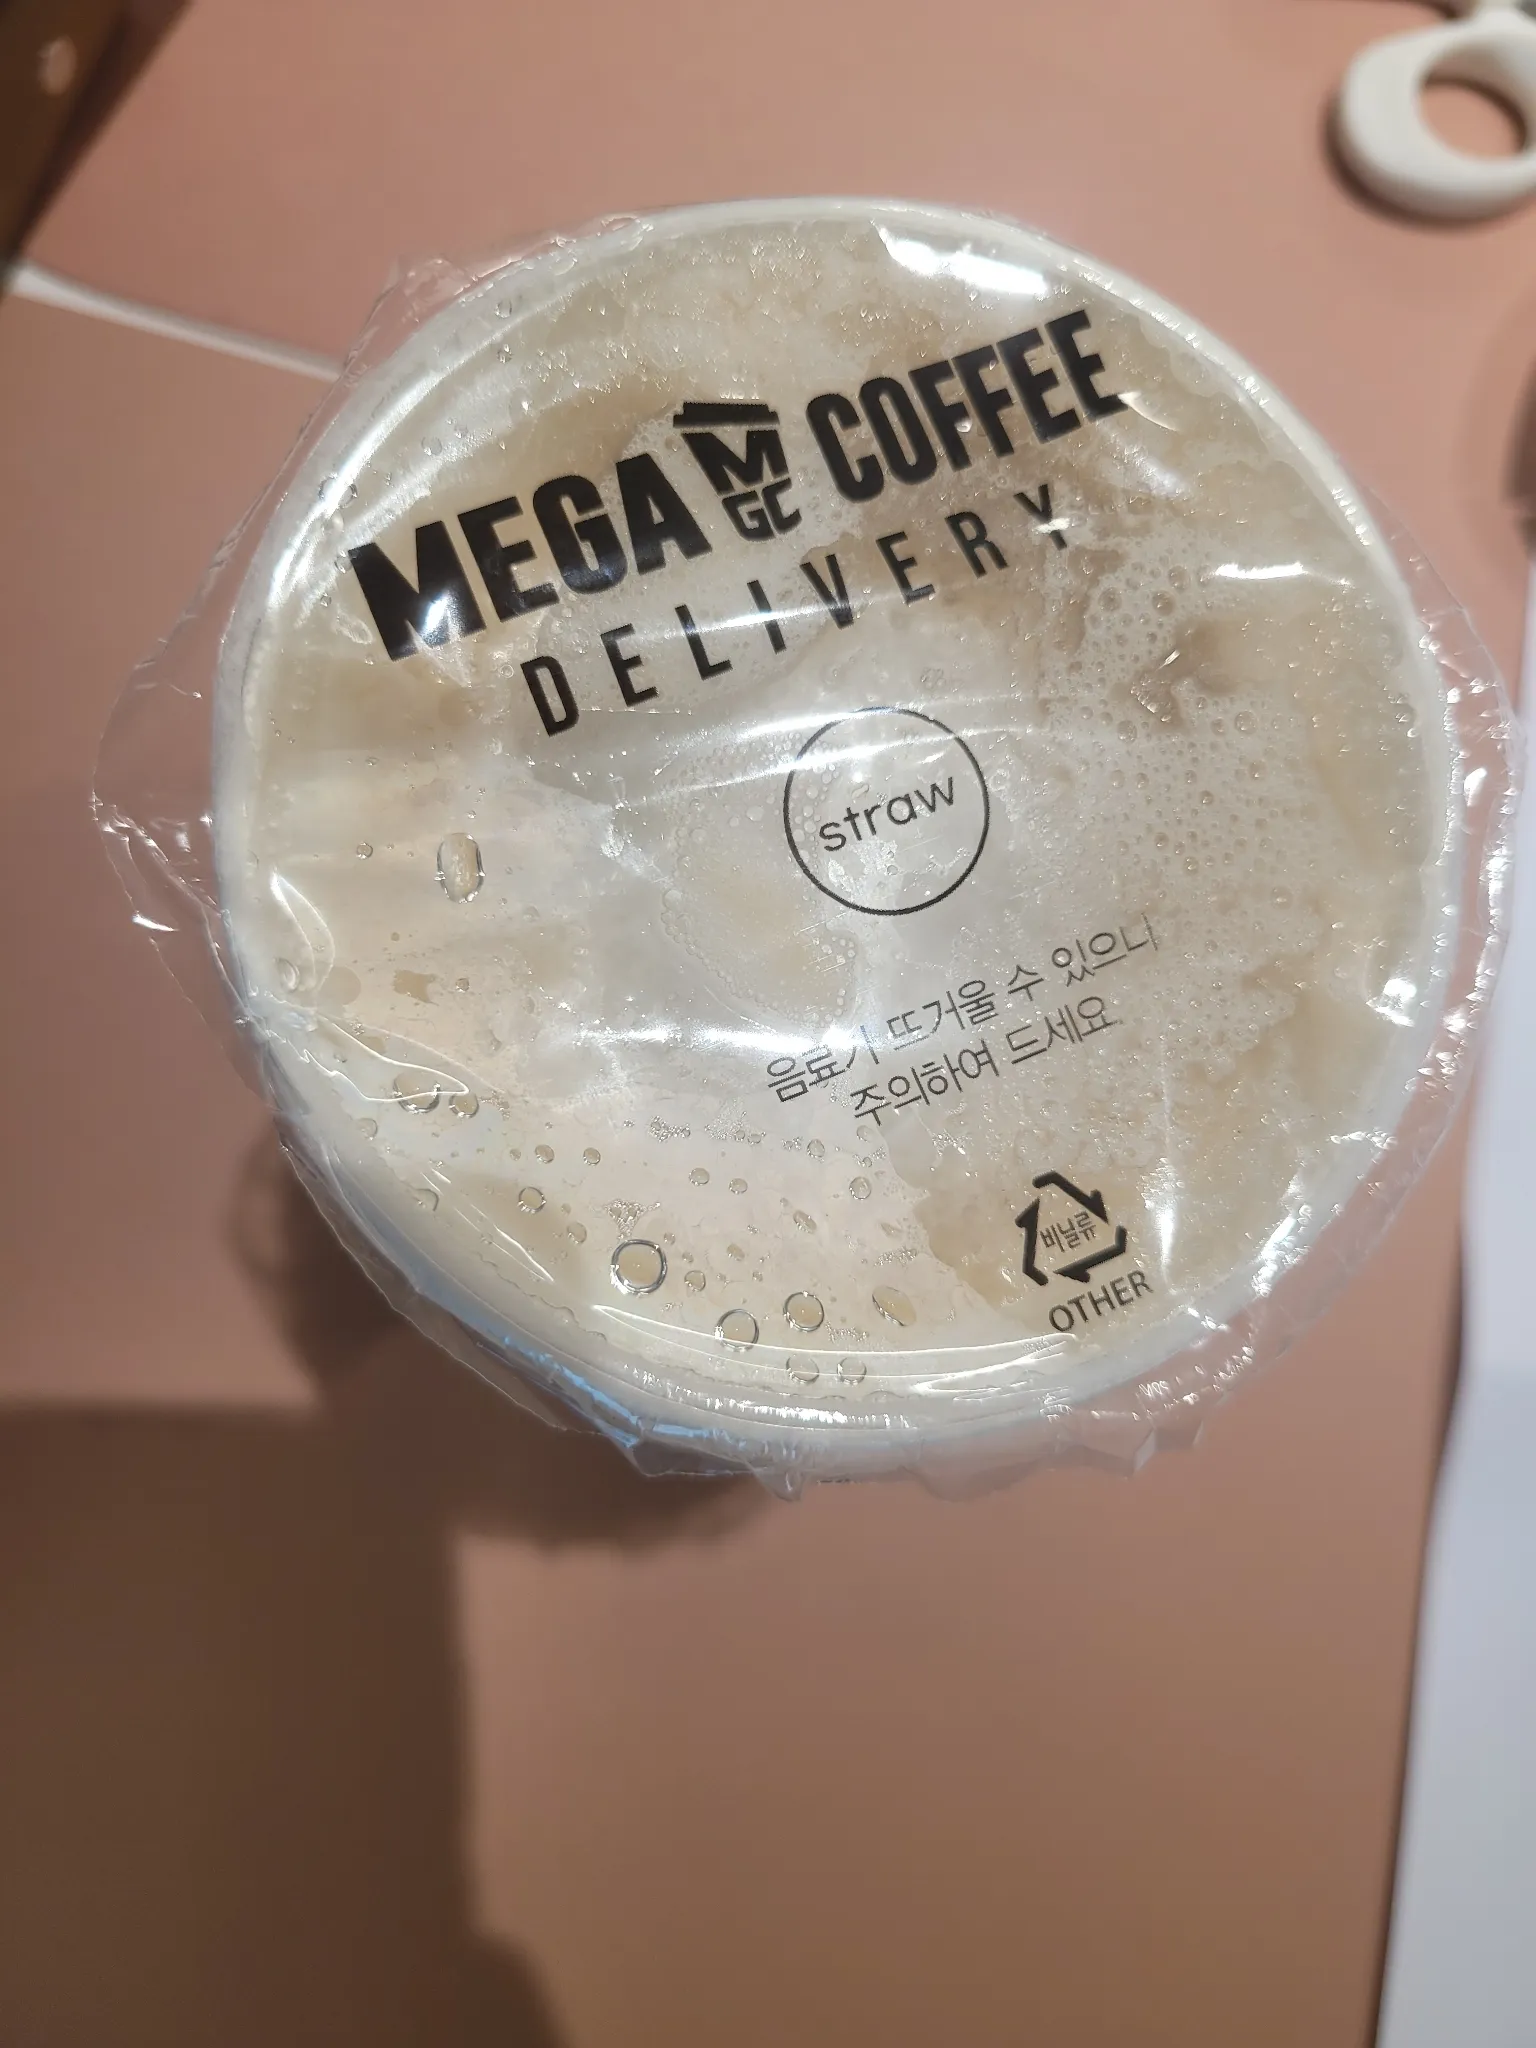 MEGA MGC COFFEE
DELIVERY
straw
음료가 뜨거울 수 있으니
주의하여 드세요
비닐류
OTHER